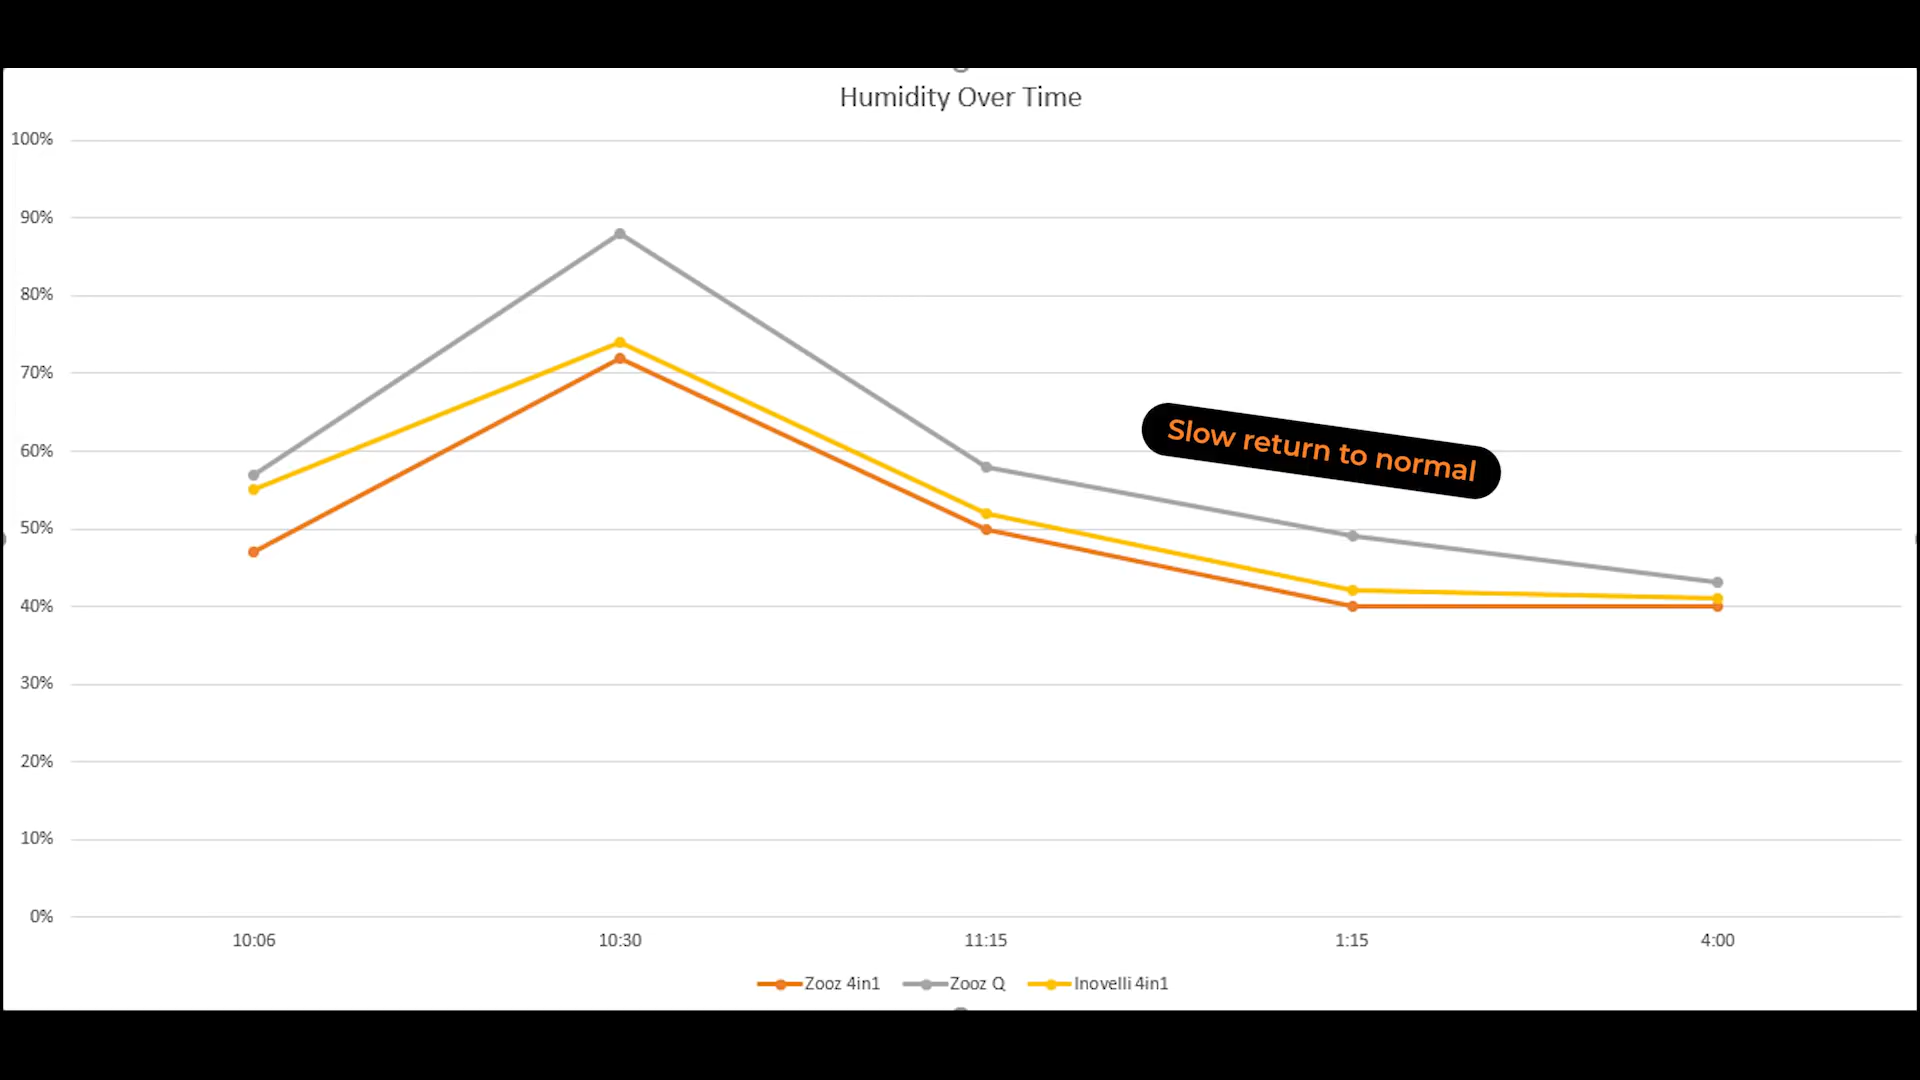 Humidity Over Time
100%
90%
80%
70%
60%
50%
40%
30%
20%
10%
0%
Slow return to normal
10:06 10:30 11:15 1:15 4:00
Zooz 4in1 Zooz Q Inovelli 4in1